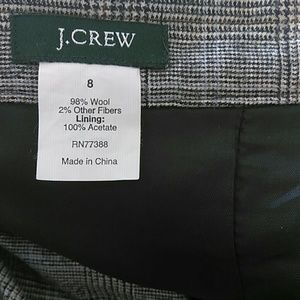 J.CREW
8
98% Wool
2% Other Fibers
Lining:
100% Acetate
RN77388
Made in China